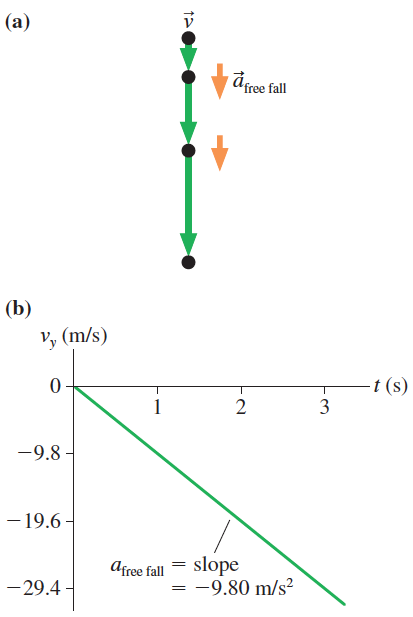 (a)
v⃗
a⃗free fall
(b)
vy (m/s)
0
t (s)
1
2
3
−9.8
−19.6
afree fall = slope
= −9.80 m/s²
−29.4